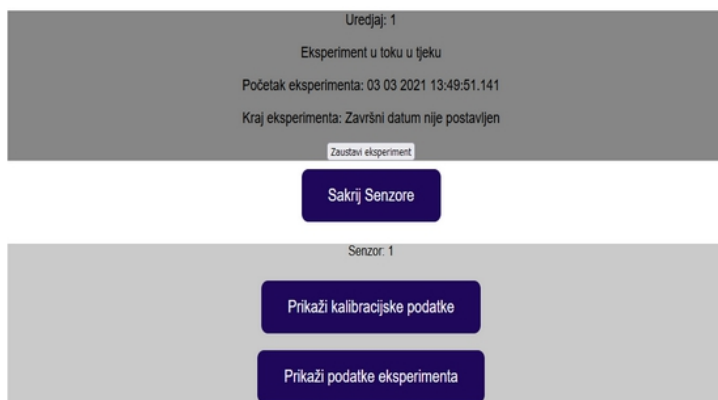 Uredjaj: 1
Eksperiment u toku u tjeku
Početak eksperimenta: 03 03 2021 13:49:51.141
Kraj eksperimenta: Završni datum nije postavljen
Zaustavi eksperiment
Sakrij Senzore
Senzor: 1
Prikaži kalibracijske podatke
Prikaži podatke eksperimenta